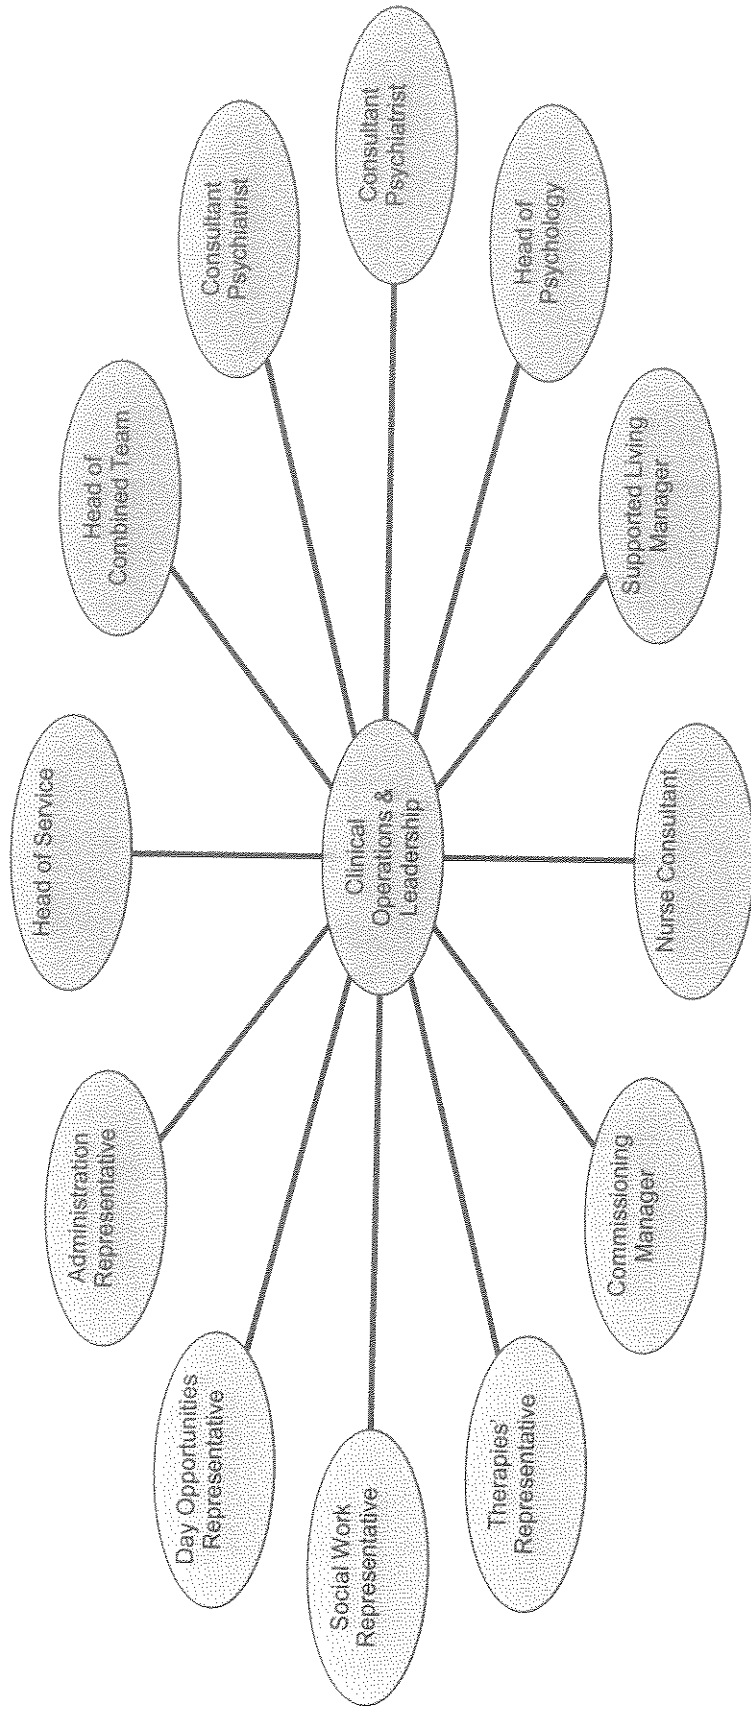 Head of Service
Head of
Combined Team
Consultant
Psychiatrist
Consultant
Psychiatrist
Head of
Psychology
Supported Living
Manager
Nurse Consultant
Commissioning
Manager
Therapies'
Representative
Social Work
Representative
Day Opportunities
Representative
Administration
Representative
Clinical
Operations &
Leadership